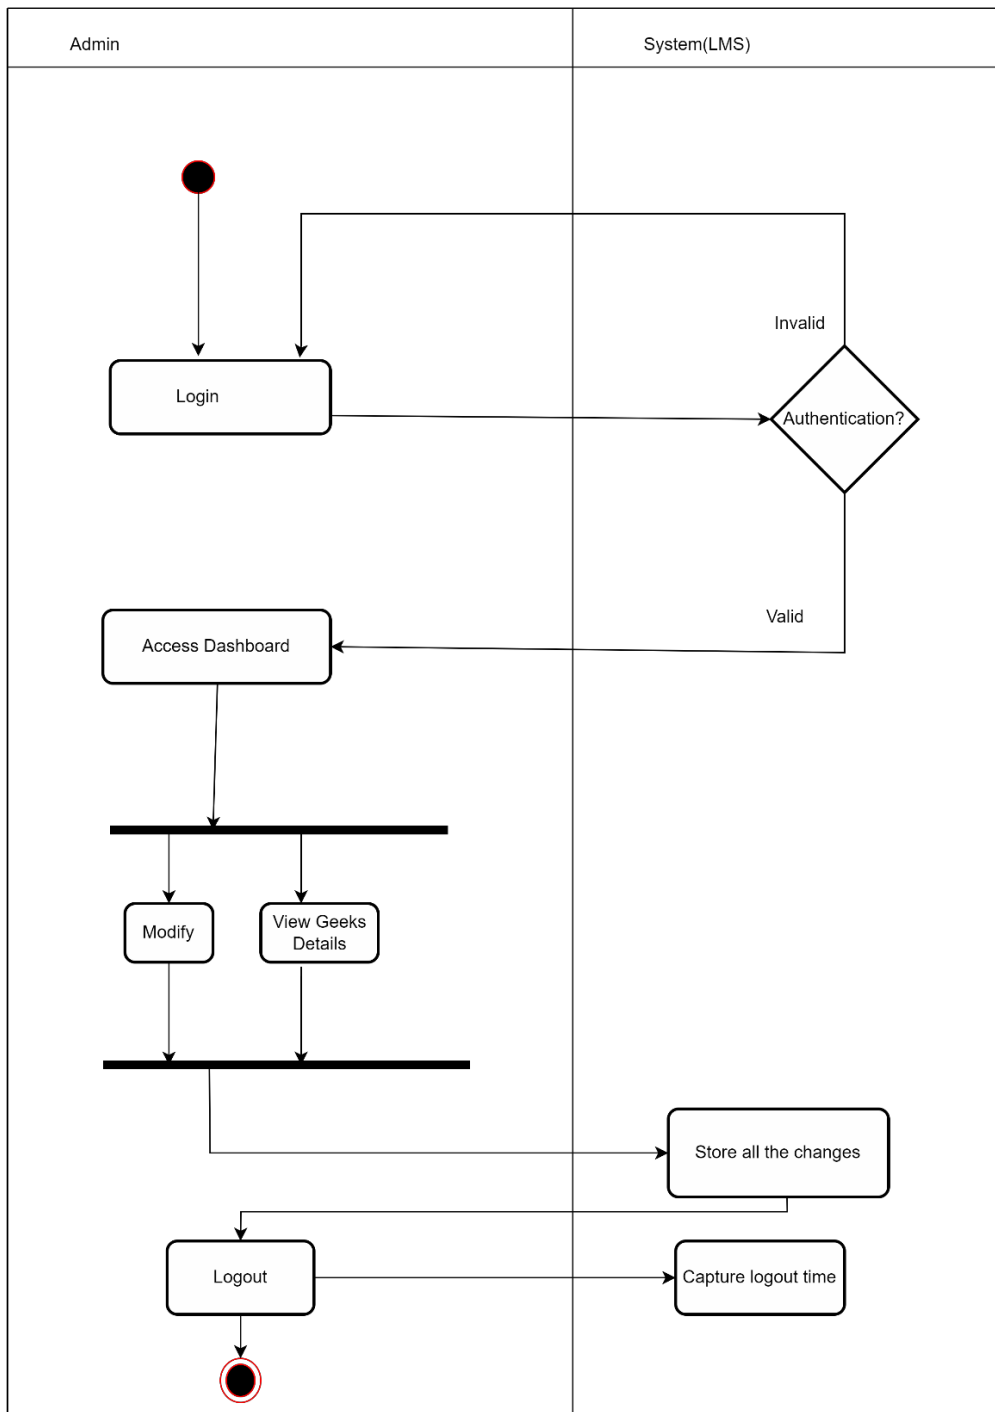 Admin
System(LMS)
Invalid
Login
Authentication?
Valid
Access Dashboard
Modify
View Geeks
Details
Store all the changes
Logout
Capture logout time